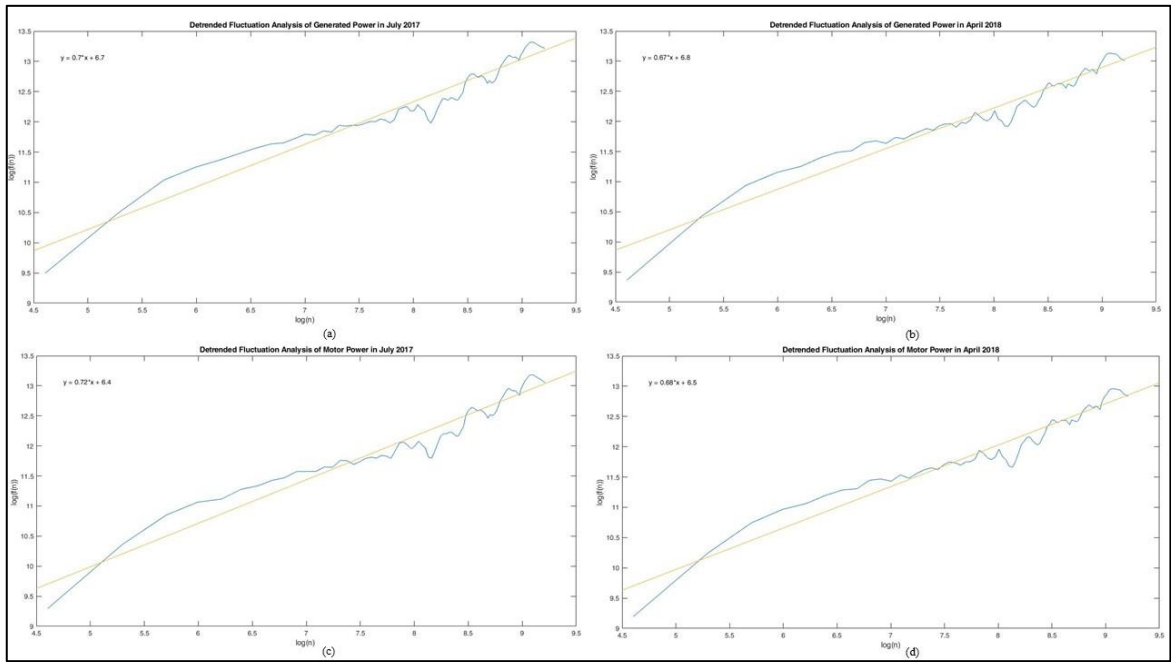 Detrended Fluctuation Analysis of Generated Power in July 2017
y = 0.7*x + 6.7
13.5
13
12.5
12
11.5
11
10.5
10
9.5
9
log(f(n))
4.5 5 5.5 6 6.5 7 7.5 8 8.5 9 9.5
log(n)
(a)
Detrended Fluctuation Analysis of Generated Power in April 2018
y = 0.67*x + 6.8
13.5
13
12.5
12
11.5
11
10.5
10
9.5
9
log(f(n))
4.5 5 5.5 6 6.5 7 7.5 8 8.5 9 9.5
log(n)
(b)
Detrended Fluctuation Analysis of Motor Power in July 2017
y = 0.72*x + 6.4
13.5
13
12.5
12
11.5
11
10.5
10
9.5
9
log(f(n))
4.5 5 5.5 6 6.5 7 7.5 8 8.5 9 9.5
log(n)
(c)
Detrended Fluctuation Analysis of Motor Power in April 2018
y = 0.68*x + 6.5
13.5
13
12.5
12
11.5
11
10.5
10
9.5
9
log(f(n))
4.5 5 5.5 6 6.5 7 7.5 8 8.5 9 9.5
log(n)
(d)